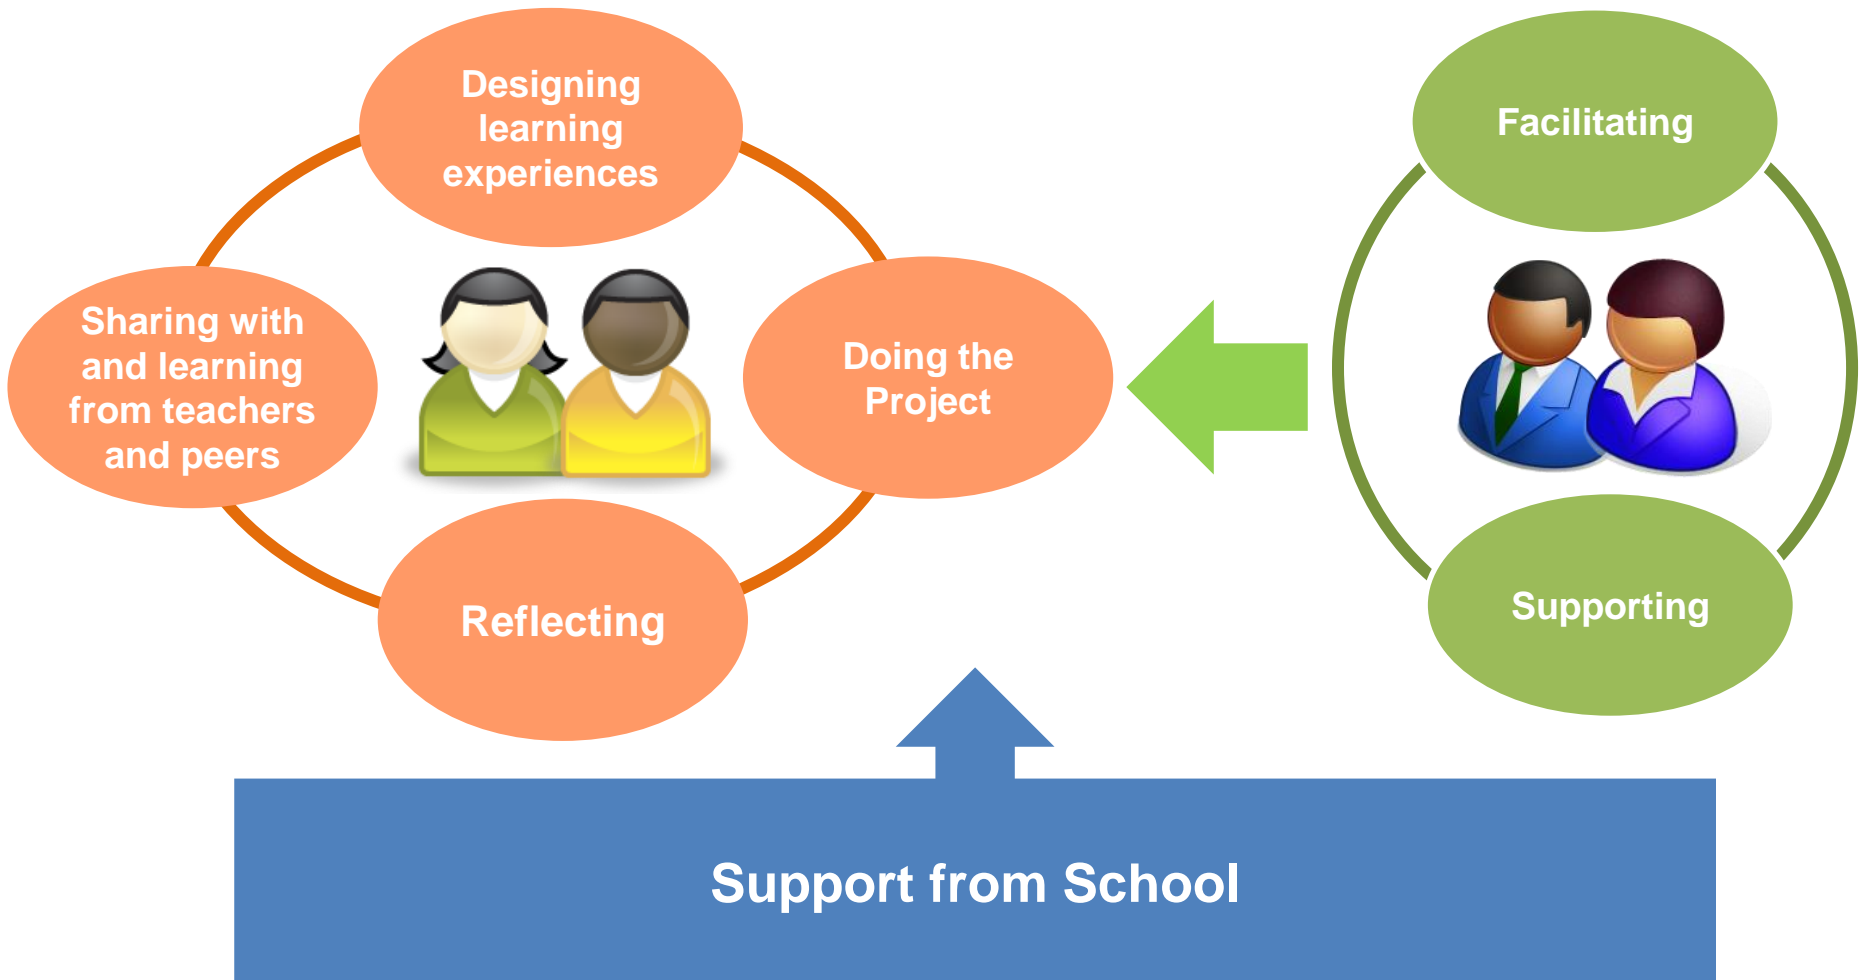 Designing
learning
experiences
Sharing with
and learning
from teachers
and peers
Doing the
Project
Reflecting
Facilitating
Supporting
Support from School